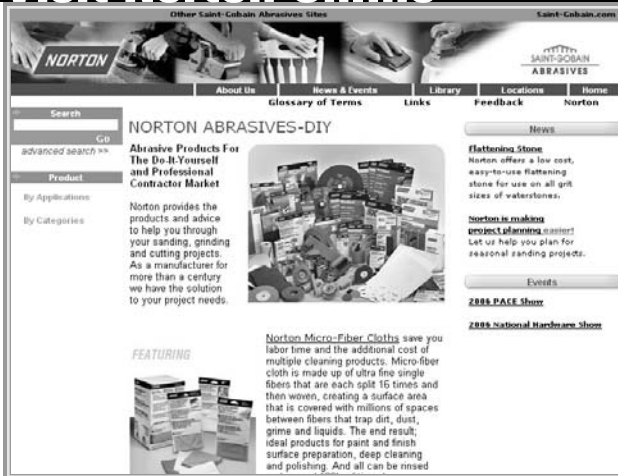 Visit Norton Online
Other Saint-Gobain Abrasives Sites
Saint-Gobain.com
NORTON
SAINT-GOBAIN
ABRASIVES
About Us
News & Events
Library
Locations
Home
Glossary of Terms
Links
Feedback
Norton
Search
GO
advanced search >>
Product
By Applications
By Categories
NORTON ABRASIVES-DIY
Abrasive Products For
The Do-It-Yourself
and Professional
Contractor Market
Norton provides the
products and advice
to help you through
your sanding, grinding
and cutting projects.
As a manufacturer for
more than a century
we have the solution
to your project needs.
FEATURING
Norton Micro-Fiber Cloths save you
labor time and the additional cost of
multiple cleaning products. Micro-fiber
cloth is made up of ultra fine single
fibers that are each split 16 times and
then woven, creating a surface area
that is covered with millions of spaces
between fibers that trap dirt, dust,
grime and liquids. The end result;
ideal products for paint and finish
surface preparation, deep cleaning
and polishing. And all can be rinsed
News
Flattening Stone
Norton offers a low cost,
easy-to-use flattening
stone for use on all grit
sizes of waterstones.
Norton is making
project planning easier!
Let us help you plan for
seasonal sanding projects.
Events
2006 PACE Show
2006 National Hardware Show